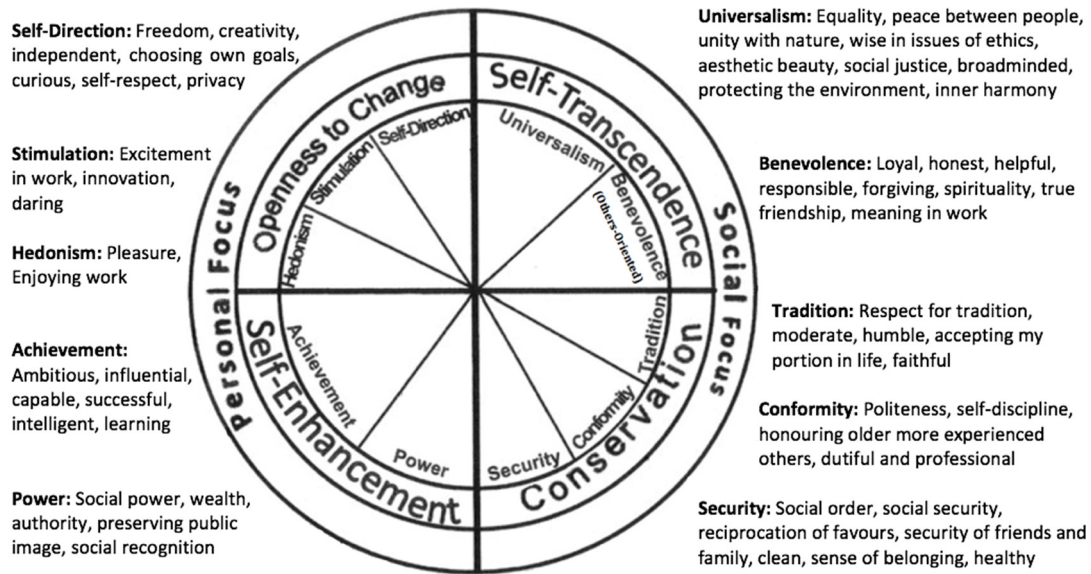 Self-Direction: Freedom, creativity,
independent, choosing own goals,
curious, self-respect, privacy
Stimulation: Excitement
in work, innovation,
daring
Hedonism: Pleasure,
Enjoying work
Achievement:
Ambitious, influential,
capable, successful,
intelligent, learning
Power: Social power, wealth,
authority, preserving public
image, social recognition
Personal Focus
Openness to Change
Self-Transcendence
Self-Direction
Stimulation
Hedonism
Universalism
Benevolence
(Others-Oriented)
Social Focus
Achievement
Power
Self-Enhancement
Tradition
Conformity
Security
Conservation
Universalism: Equality, peace between people,
unity with nature, wise in issues of ethics,
aesthetic beauty, social justice, broadminded,
protecting the environment, inner harmony
Benevolence: Loyal, honest, helpful,
responsible, forgiving, spirituality, true
friendship, meaning in work
Tradition: Respect for tradition,
moderate, humble, accepting my
portion in life, faithful
Conformity: Politeness, self-discipline,
honouring older more experienced
others, dutiful and professional
Security: Social order, social security,
reciprocation of favours, security of friends and
family, clean, sense of belonging, healthy